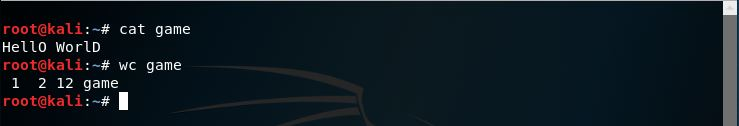 root@kali:~# cat game
HellO WorlD
root@kali:~# wc game
 1  2 12 game
root@kali:~#